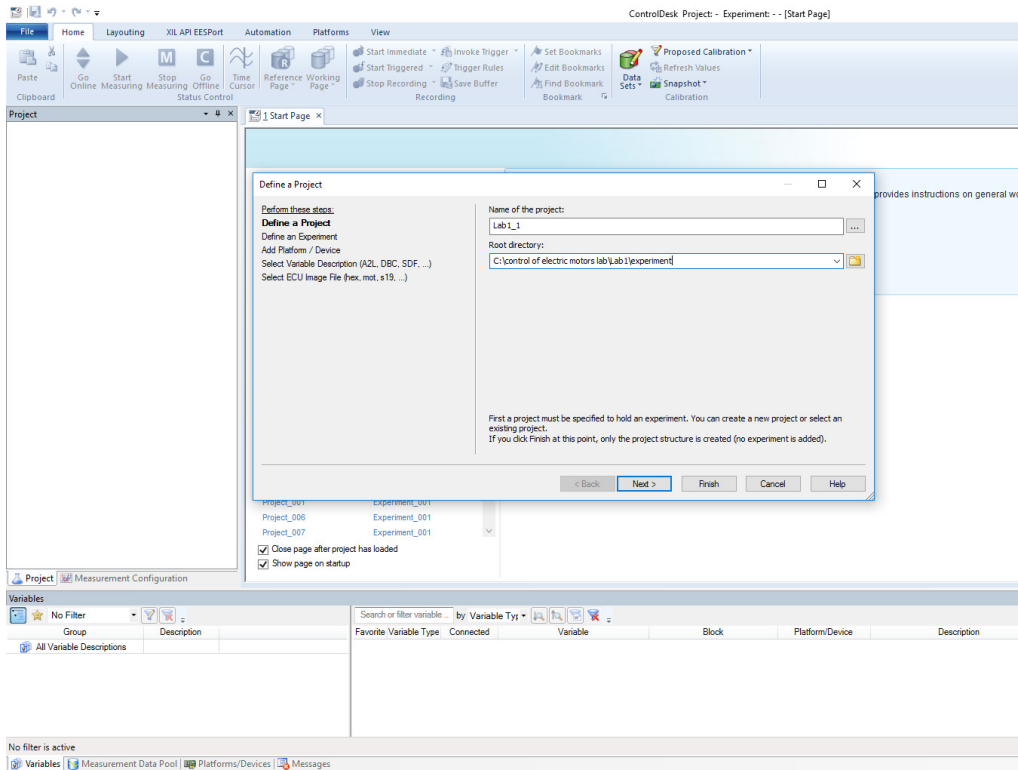 ControlDesk Project: - Experiment: - - [Start Page]
File Home Layouting XIL API EESPort Automation Platforms View
Paste
Go Online
Start Measuring
Stop Measuring
Go Offline
Time Cursor
Reference Page
Working Page
Start Immediate Invoke Trigger
Start Triggered Trigger Rules
Stop Recording Save Buffer
Set Bookmarks
Edit Bookmarks
Find Bookmark
Data Sets
Proposed Calibration
Refresh Values
Snapshot
Clipboard Status Control Recording Bookmark Calibration
Project
1 Start Page
provides instructions on general wo
Define a Project
Perform these steps:
Define a Project
Define an Experiment
Add Platform / Device
Select Variable Description (A2L, DBC, SDF, ...)
Select ECU Image File (hex, mot, s19, ...)
Name of the project:
Lab1_1
...
Root directory:
C:\control of electric motors lab\Lab1\experiment
First a project must be specified to hold an experiment. You can create a new project or select an
existing project.
If you click Finish at this point, only the project structure is created (no experiment is added).
< Back Next > Finish Cancel Help
Project_001 Experiment_001
Project_006 Experiment_001
Project_007 Experiment_001
Close page after project has loaded
Show page on startup
Project Measurement Configuration
Variables
No Filter
Group Description
All Variable Descriptions
Search or filter variable... by Variable Ty
Favorite Variable Type Connected Variable Block Platform/Device Description
No filter is active
Variables Measurement Data Pool Platforms/Devices Messages